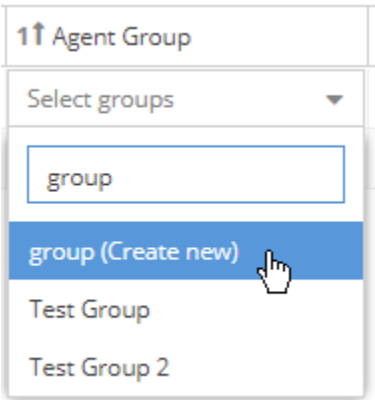 1↑ Agent Group
Select groups
group
group (Create new)
Test Group
Test Group 2